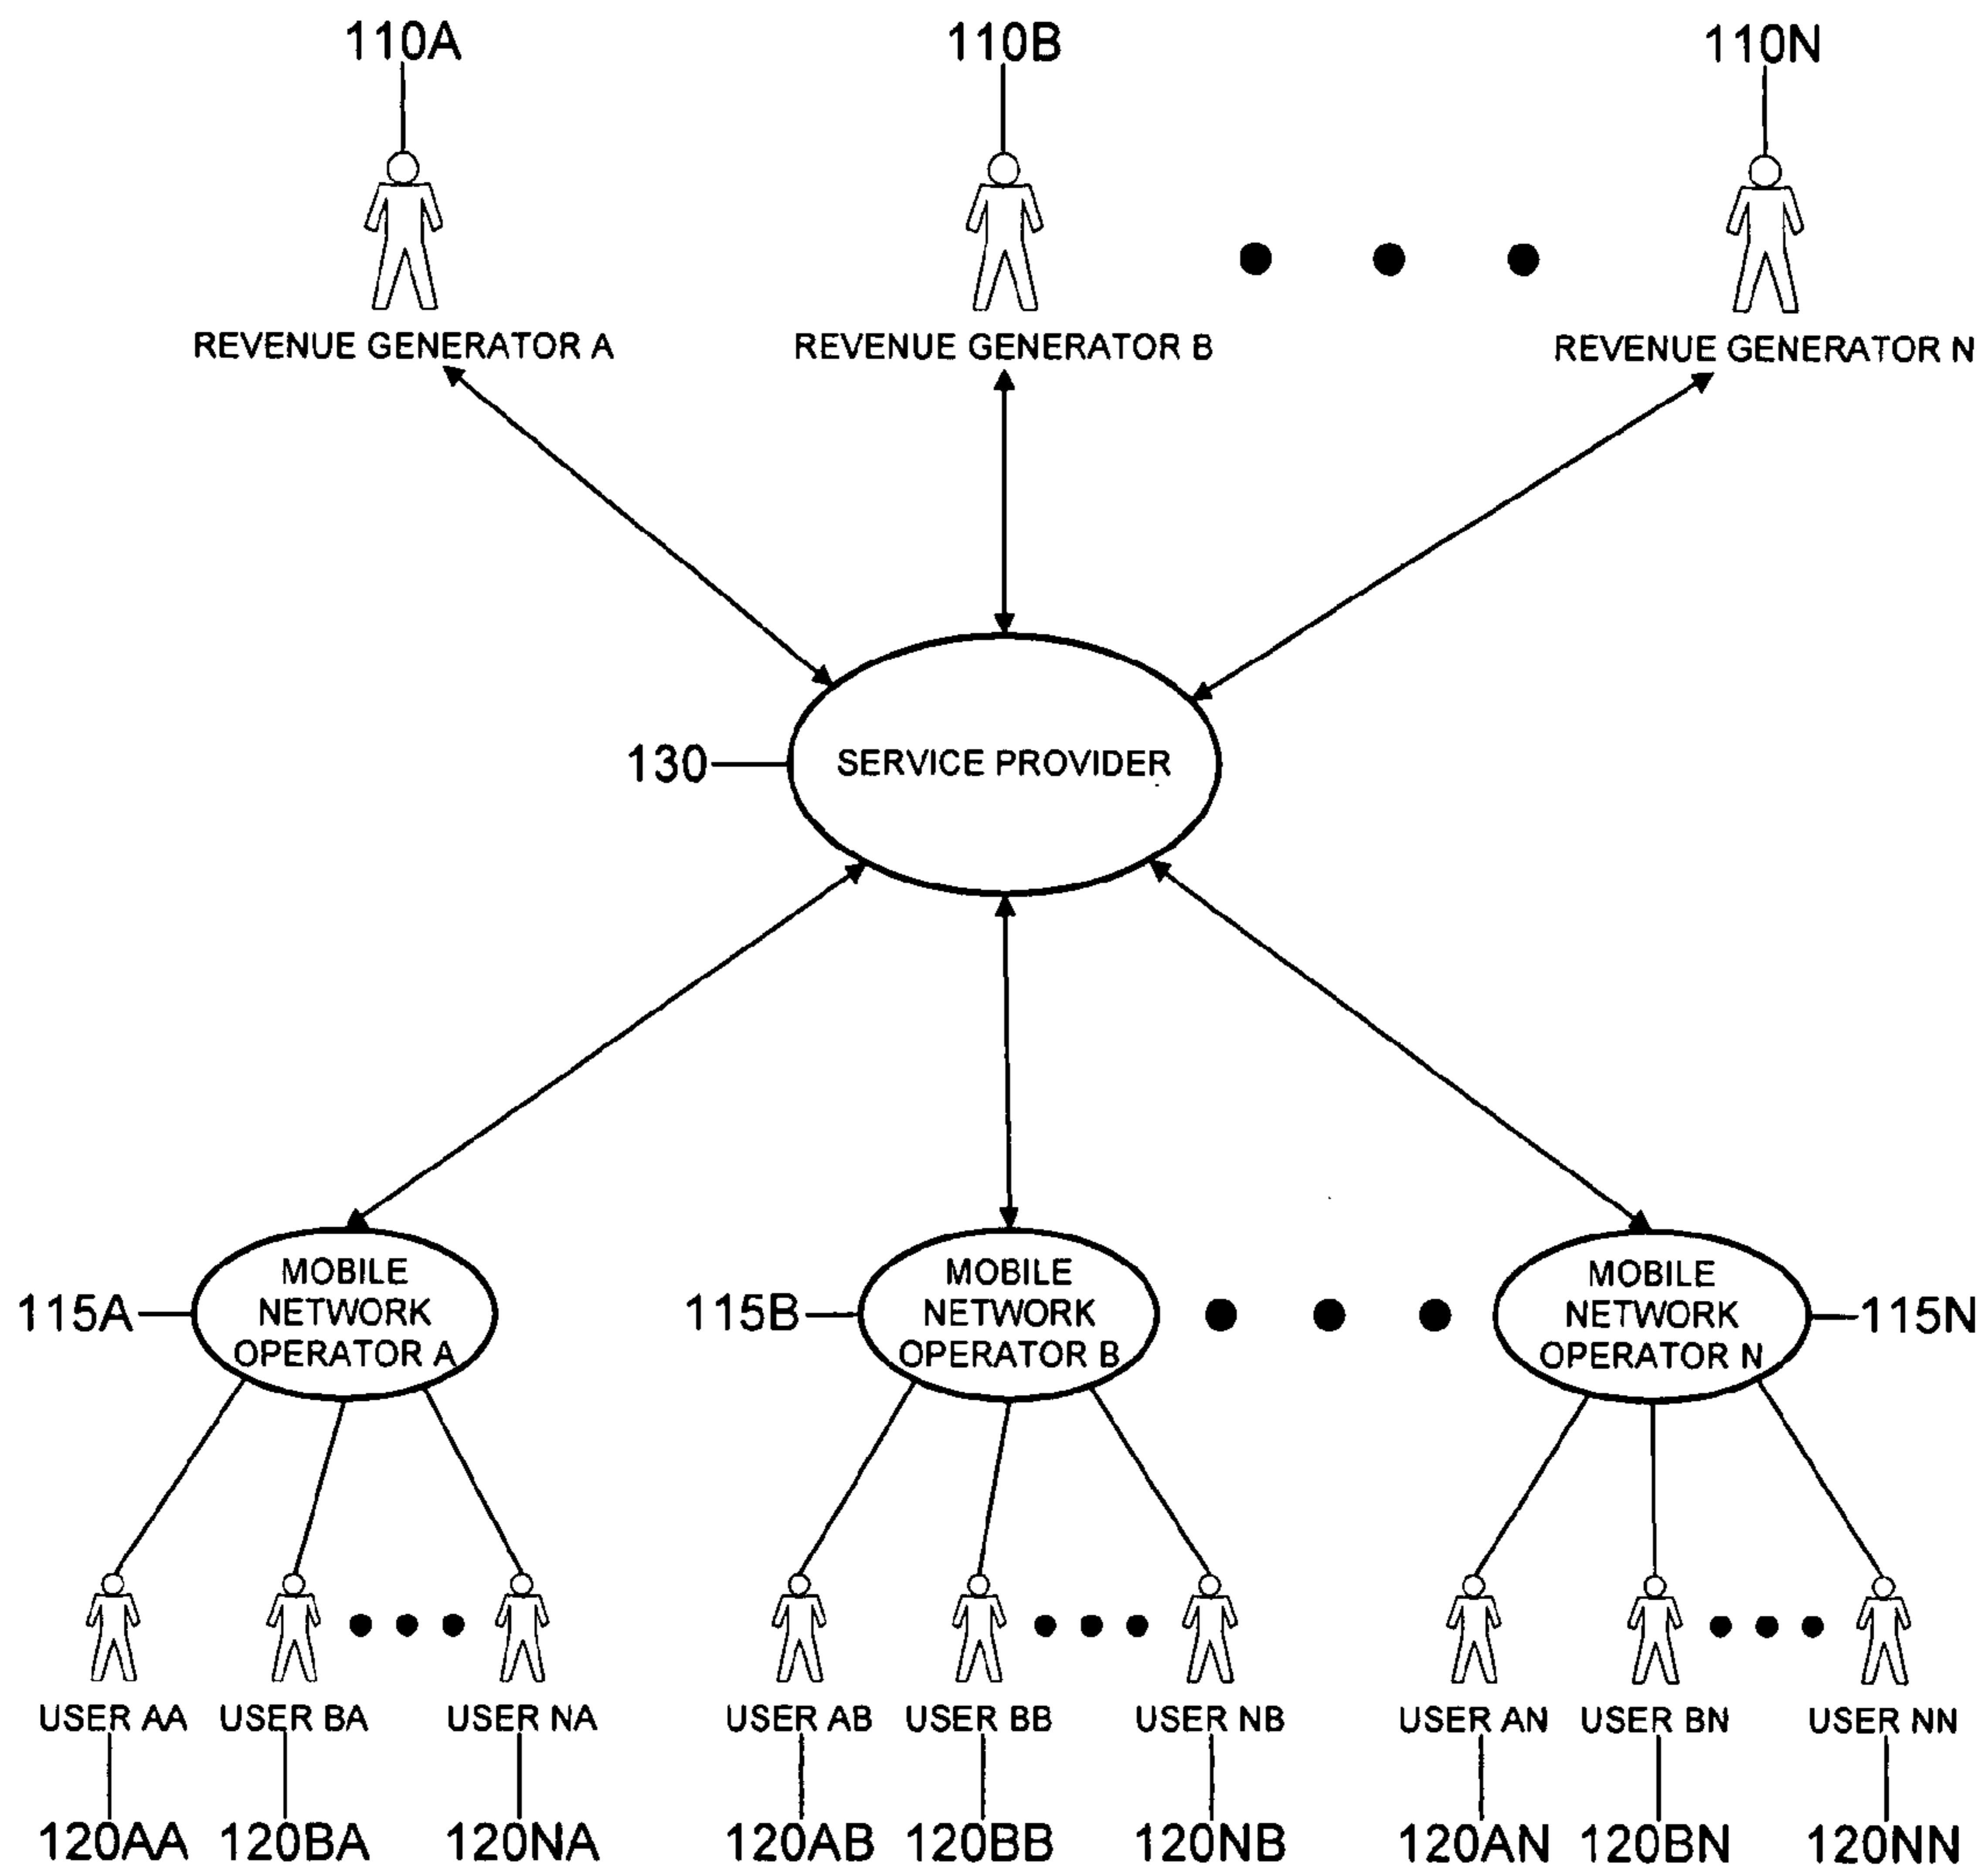 110A 110B 110N
REVENUE GENERATOR A REVENUE GENERATOR B REVENUE GENERATOR N
130 SERVICE PROVIDER
MOBILE
NETWORK
OPERATOR A
115A
MOBILE
NETWORK
OPERATOR B
115B
MOBILE
NETWORK
OPERATOR N
115N
USER AA USER BA USER NA USER AB USER BB USER NB USER AN USER BN USER NN
120AA 120BA 120NA 120AB 120BB 120NB 120AN 120BN 120NN